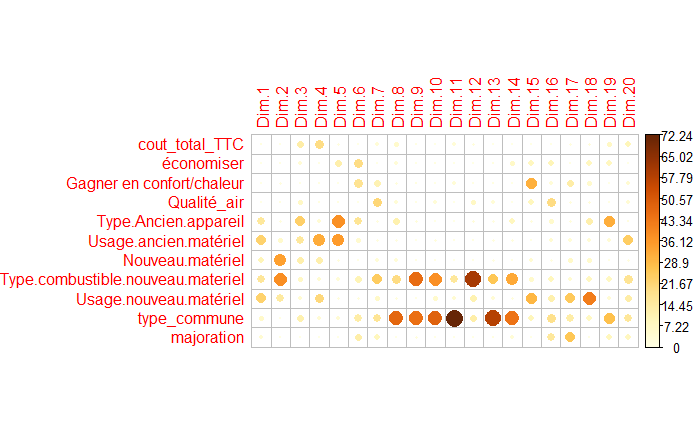 Dim.1 Dim.2 Dim.3 Dim.4 Dim.5 Dim.6 Dim.7 Dim.8 Dim.9 Dim.10 Dim.11 Dim.12 Dim.13 Dim.14 Dim.15 Dim.16 Dim.17 Dim.18 Dim.19 Dim.20
cout_total_TTC
économiser
Gagner en confort/chaleur
Qualité_air
Type.Ancien.appareil
Usage.ancien.matériel
Nouveau.matériel
Type.combustible.nouveau.materiel
Usage.nouveau.matériel
type_commune
majoration
72.24
65.02
57.79
50.57
43.34
36.12
28.9
21.67
14.45
7.22
0